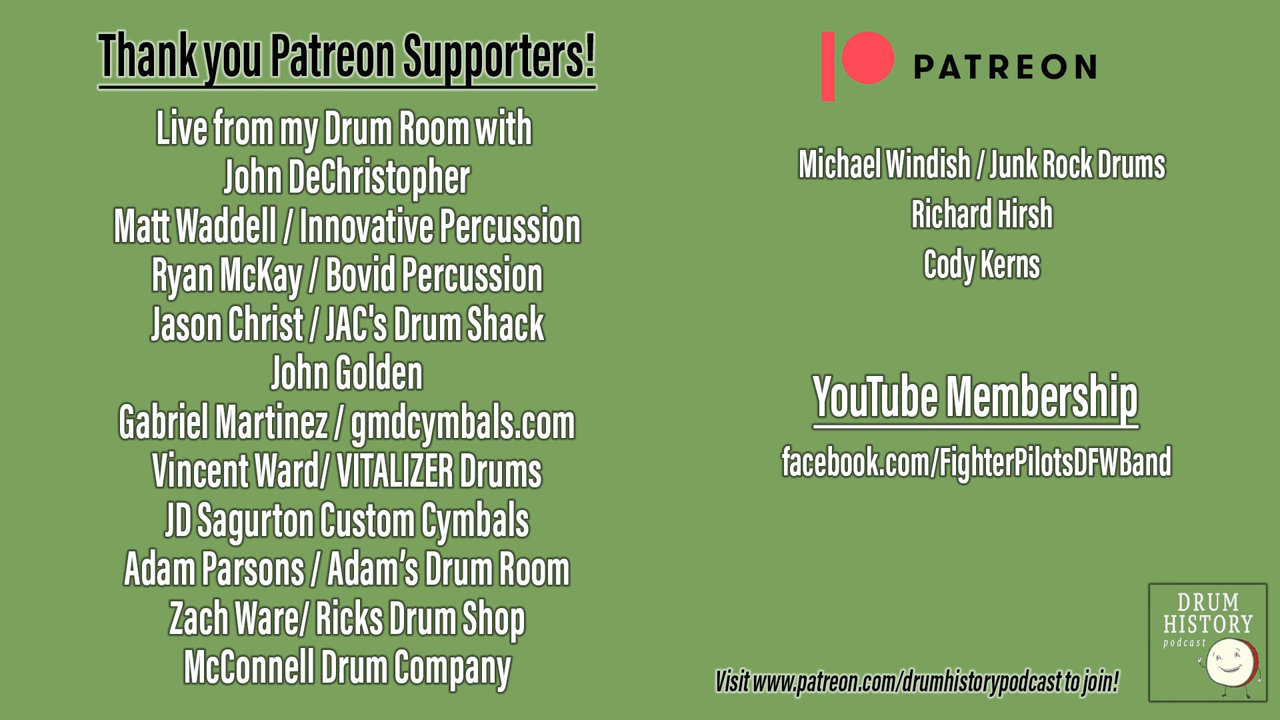 Thank you Patreon Supporters!
Live from my Drum Room with
John DeChristopher
Matt Waddell / Innovative Percussion
Ryan McKay / Bovid Percussion
Jason Christ / JAC's Drum Shack
John Golden
Gabriel Martinez / gmdcymbals.com
Vincent Ward/ VITALIZER Drums
JD Sagurton Custom Cymbals
Adam Parsons / Adam’s Drum Room
Zach Ware/ Ricks Drum Shop
McConnell Drum Company
PATREON
Michael Windish / Junk Rock Drums
Richard Hirsh
Cody Kerns
YouTube Membership
facebook.com/FighterPilotsDFWBand
Visit www.patreon.com/drumhistorypodcast to join!
DRUM
HISTORY
podcast